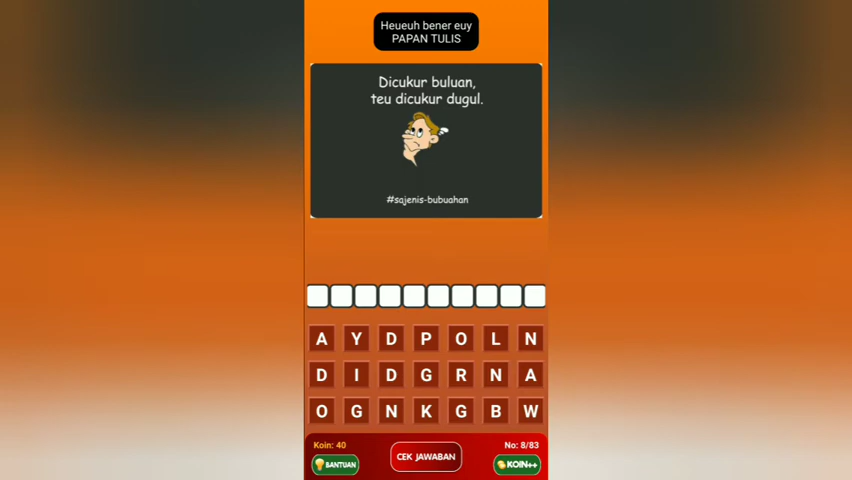 Heueuh bener euy
PAPAN TULIS
Dicukur buluan,
teu dicukur dugul.
#sajenis-bubuahan
A Y D P O L N
D I D G R N A
O G N K G B W
Koin: 40
No: 8/83
BANTUAN
CEK JAWABAN
KOIN++